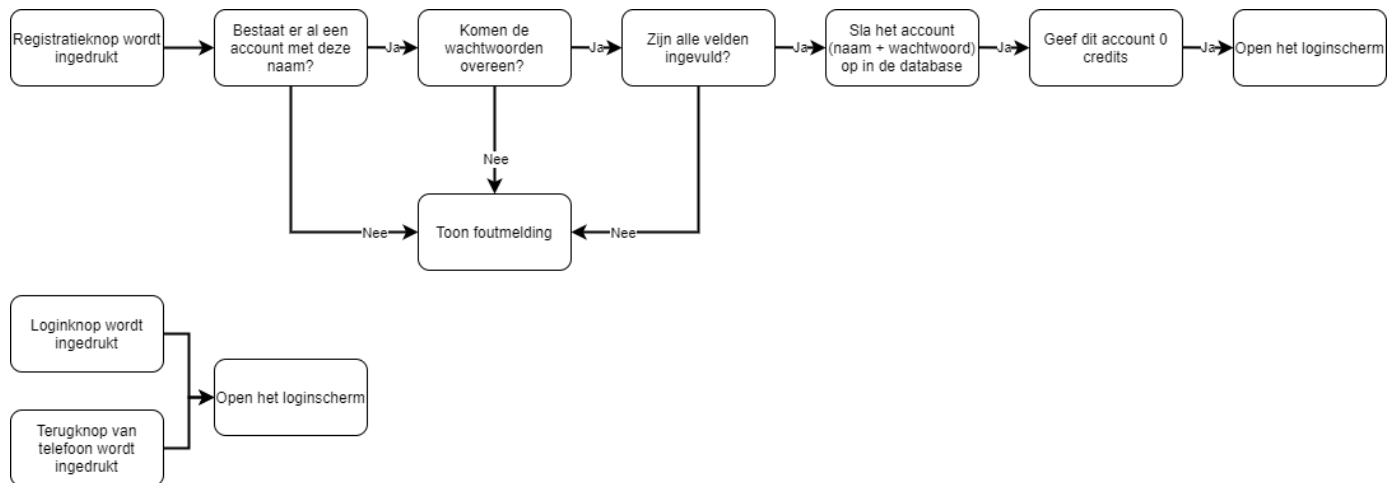 Registratieknop wordt
ingedrukt
Bestaat er al een
account met deze
naam?
Ja
Komen de
wachtwoorden
overeen?
Ja
Zijn alle velden
ingevuld?
Ja
Sla het account
(naam + wachtwoord)
op in de database
Ja
Geef dit account 0
credits
Ja
Open het loginscherm
Nee
Nee
Toon foutmelding
Nee
Loginknop wordt
ingedrukt
Open het loginscherm
Terugknop van
telefoon wordt
ingedrukt